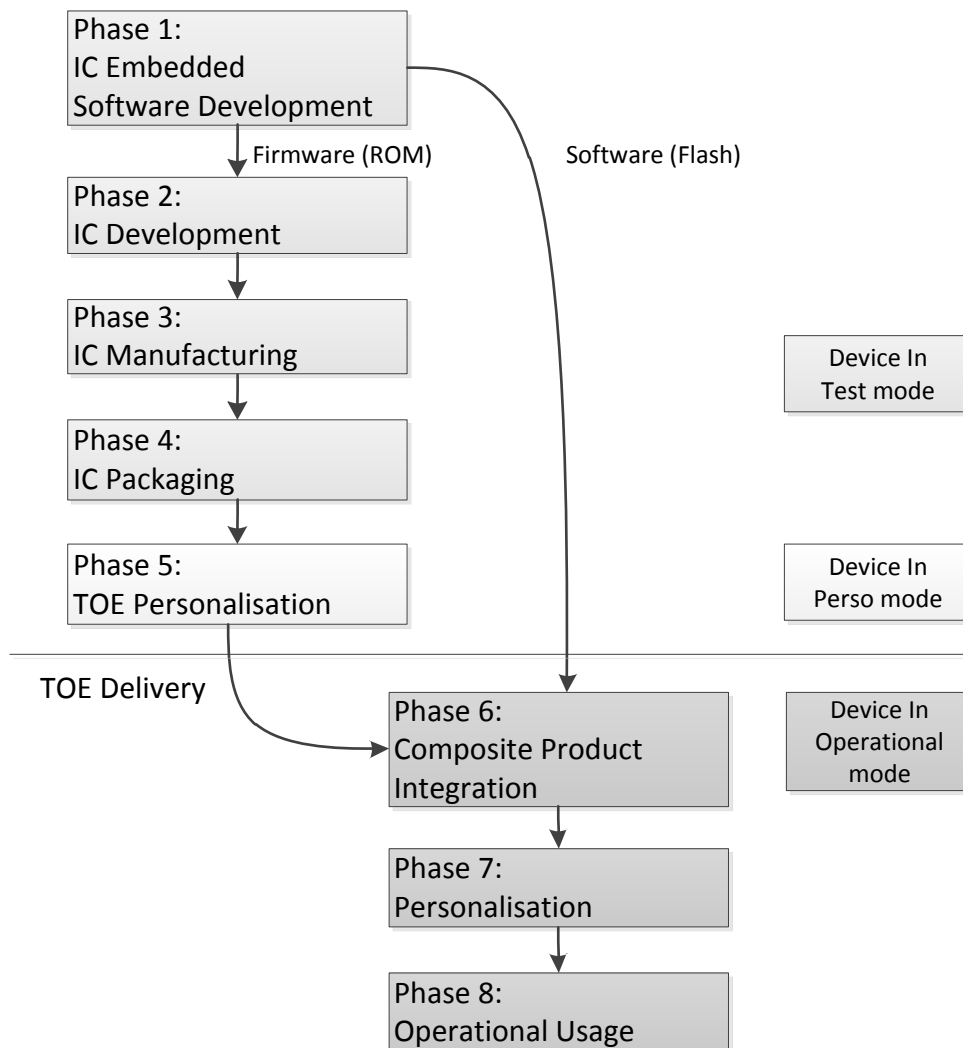 Phase 1:
IC Embedded
Software Development
Firmware (ROM)
Software (Flash)
Phase 2:
IC Development
Phase 3:
IC Manufacturing
Device In
Test mode
Phase 4:
IC Packaging
Phase 5:
TOE Personalisation
Device In
Perso mode
TOE Delivery
Phase 6:
Composite Product
Integration
Device In
Operational
mode
Phase 7:
Personalisation
Phase 8:
Operational Usage